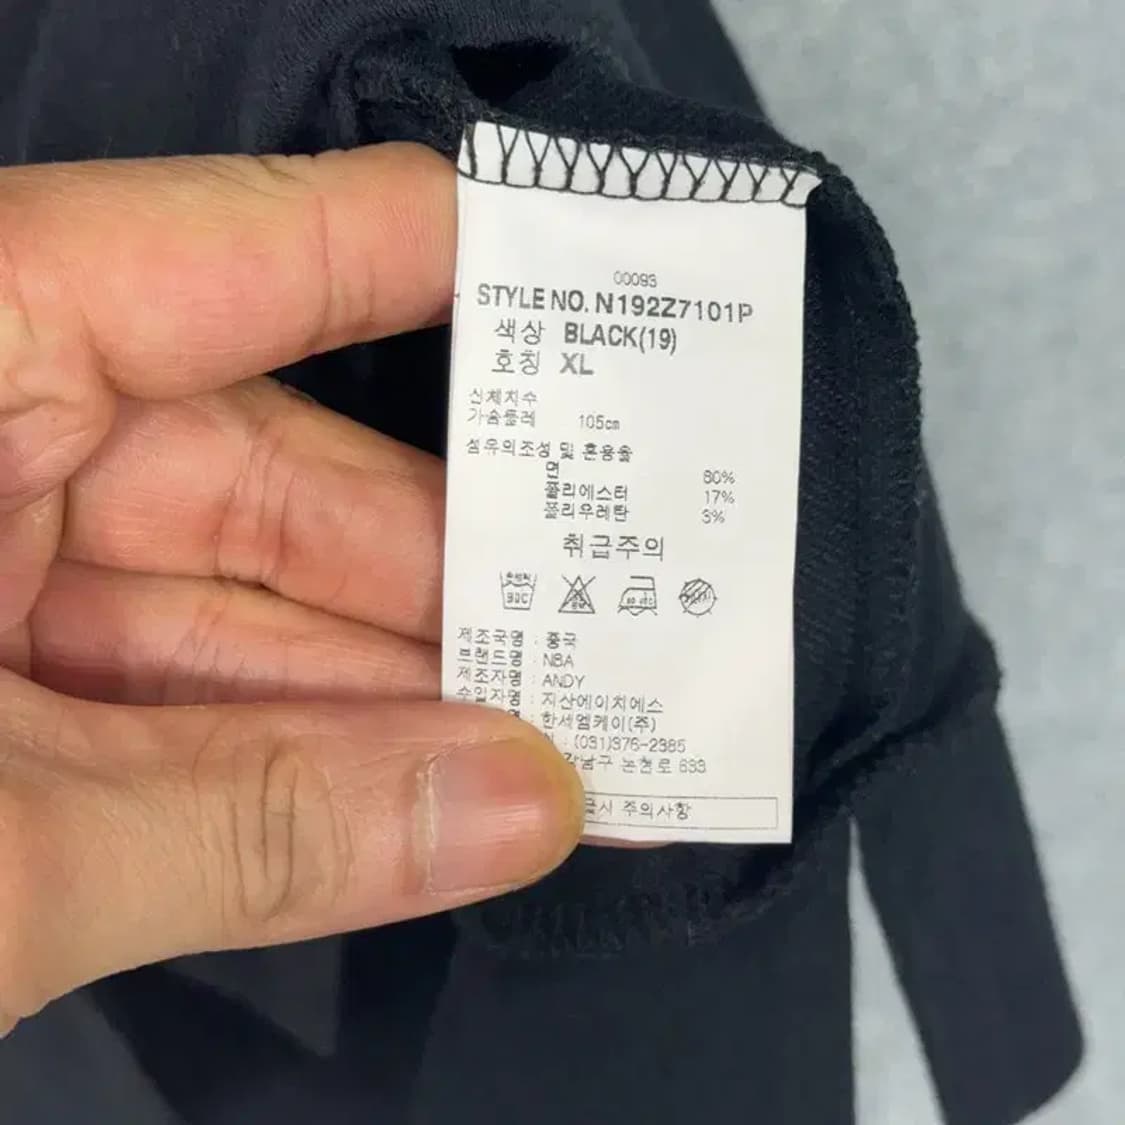 00093
STYLE NO. N192Z7101P
색상 BLACK(19)
호칭 XL
신체치수
가슴둘레 105cm
섬유의조성 및 혼용율
면 80%
폴리에스터 17%
폴리우레탄 3%
취급주의
30C
제조국명 : 중국
브랜드명 : NBA
제조자명 : ANDY
수입자명 : 지산에이치에스
: 한세엠케이(주)
: (031)376-2385
강남구 논현로 633
급시 주의사항